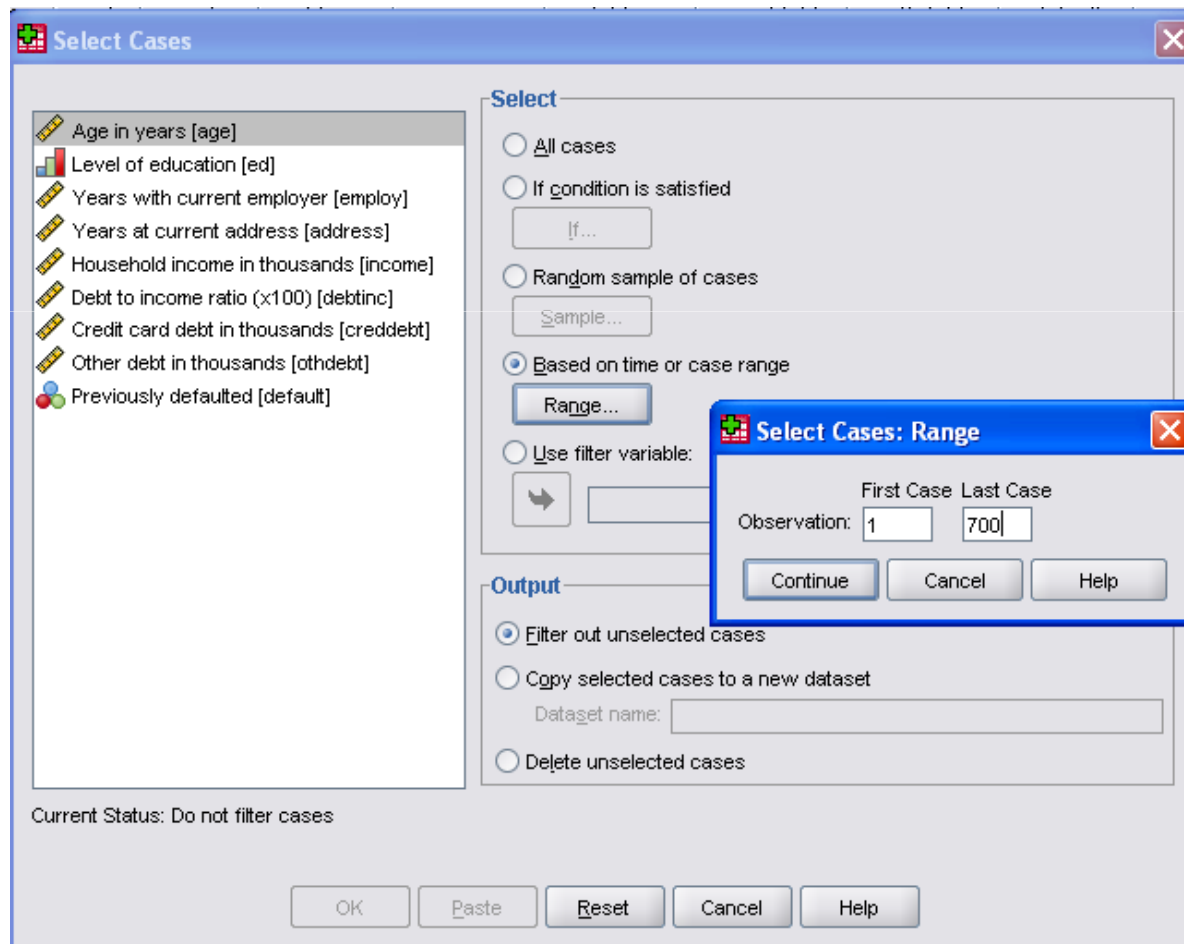 Select Cases
Age in years [age]
Level of education [ed]
Years with current employer [employ]
Years at current address [address]
Household income in thousands [income]
Debt to income ratio (x100) [debtinc]
Credit card debt in thousands [creddebt]
Other debt in thousands [othdebt]
Previously defaulted [default]
Select
All cases
If condition is satisfied
If...
Random sample of cases
Sample...
Based on time or case range
Range...
Use filter variable:
Select Cases: Range
First Case Last Case
Observation: 1 700
Continue Cancel Help
Output
Filter out unselected cases
Copy selected cases to a new dataset
Dataset name:
Delete unselected cases
Current Status: Do not filter cases
OK Paste Reset Cancel Help